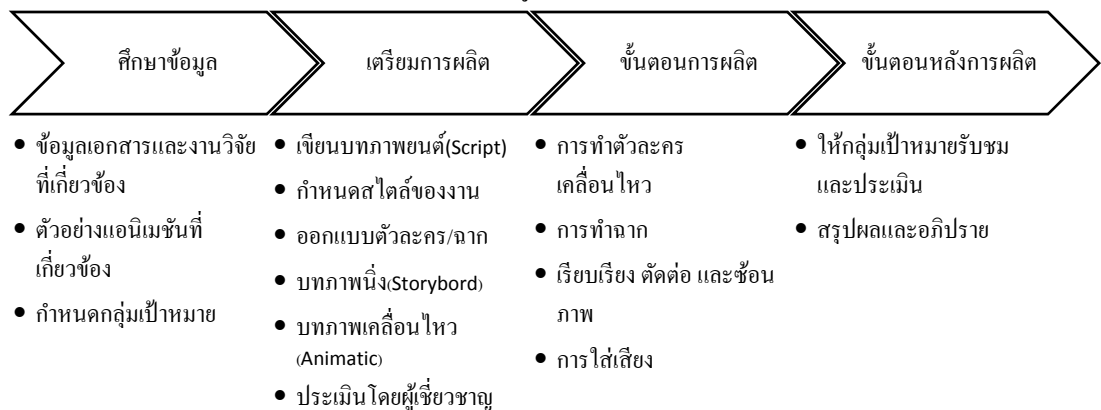 ศึกษาข้อมูล
เตรียมการผลิต
ขั้นตอนการผลิต
ขั้นตอนหลังการผลิต
● ข้อมูลเอกสารและงานวิจัย
ที่เกี่ยวข้อง
● ตัวอย่างแอนิเมชันที่
เกี่ยวข้อง
● กำหนดกลุ่มเป้าหมาย
● เขียนบทภาพยนต์(Script)
● กำหนดสไตล์ของงาน
● ออกแบบตัวละคร/ฉาก
● บทภาพนิ่ง(Storybord)
● บทภาพเคลื่อนไหว
(Animatic)
● ประเมินโดยผู้เชี่ยวชาญ
● การทำตัวละคร
เคลื่อนไหว
● การทำฉาก
● เรียบเรียง ตัดต่อ และซ้อน
ภาพ
● การใส่เสียง
● ให้กลุ่มเป้าหมายรับชม
และประเมิน
● สรุปผลและอภิปราย